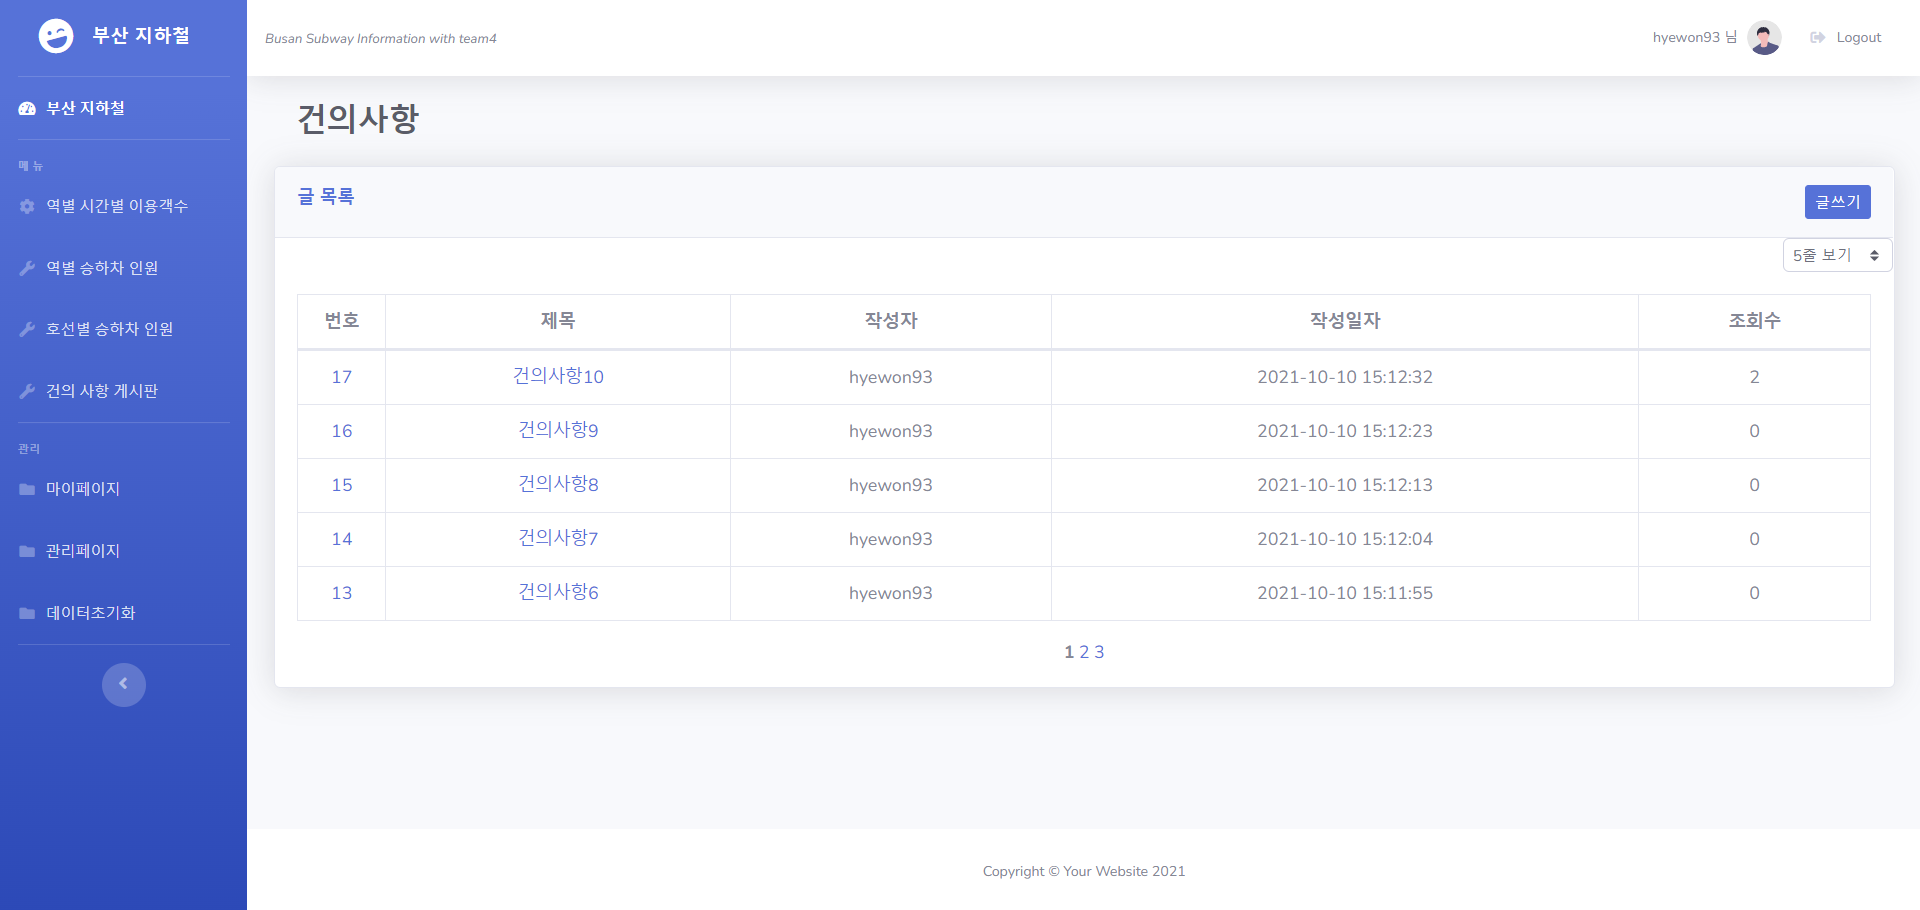 부산 지하철
부산 지하철
메 뉴
역별 시간별 이용객수
역별 승하차 인원
호선별 승하차 인원
건의 사항 게시판
관리
마이페이지
관리페이지
데이터초기화
Busan Subway Information with team4
hyewon93 님
Logout
건의사항
글 목록
글쓰기
5줄 보기
번호 제목 작성자 작성일자 조회수
17 건의사항10 hyewon93 2021-10-10 15:12:32 2
16 건의사항9 hyewon93 2021-10-10 15:12:23 0
15 건의사항8 hyewon93 2021-10-10 15:12:13 0
14 건의사항7 hyewon93 2021-10-10 15:12:04 0
13 건의사항6 hyewon93 2021-10-10 15:11:55 0
1 2 3
Copyright © Your Website 2021